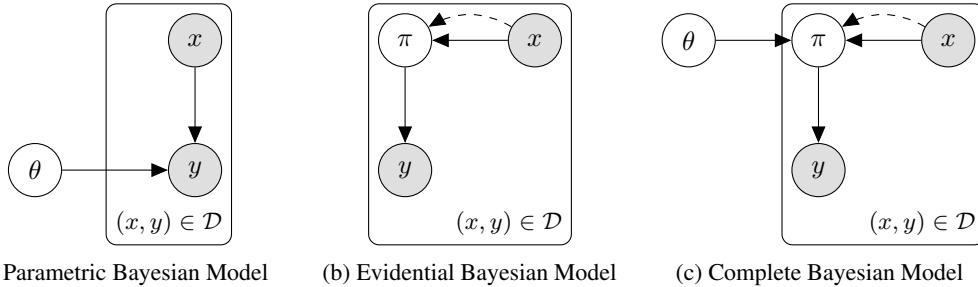 x
θ
y
(x, y) ∈ 𝒟
Parametric Bayesian Model
π
x
y
(x, y) ∈ 𝒟
(b) Evidential Bayesian Model
θ
π
x
y
(x, y) ∈ 𝒟
(c) Complete Bayesian Model